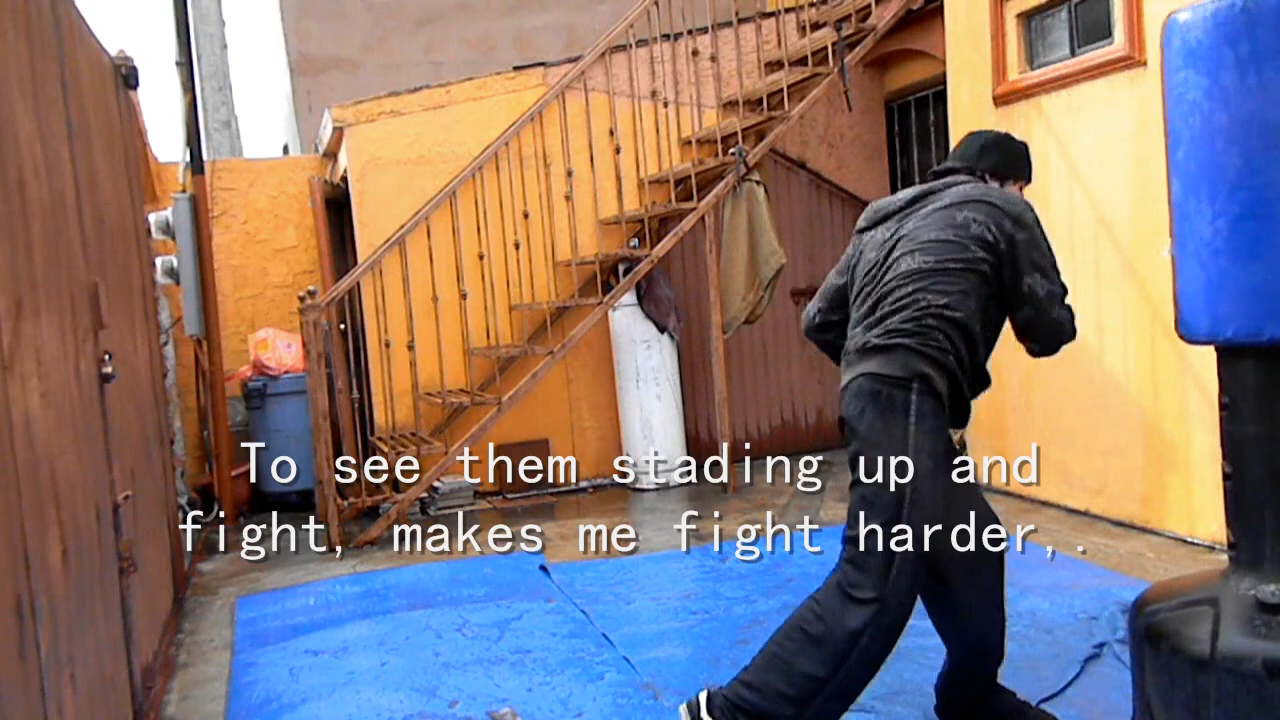 To see them stading up and
fight, makes me fight harder,.